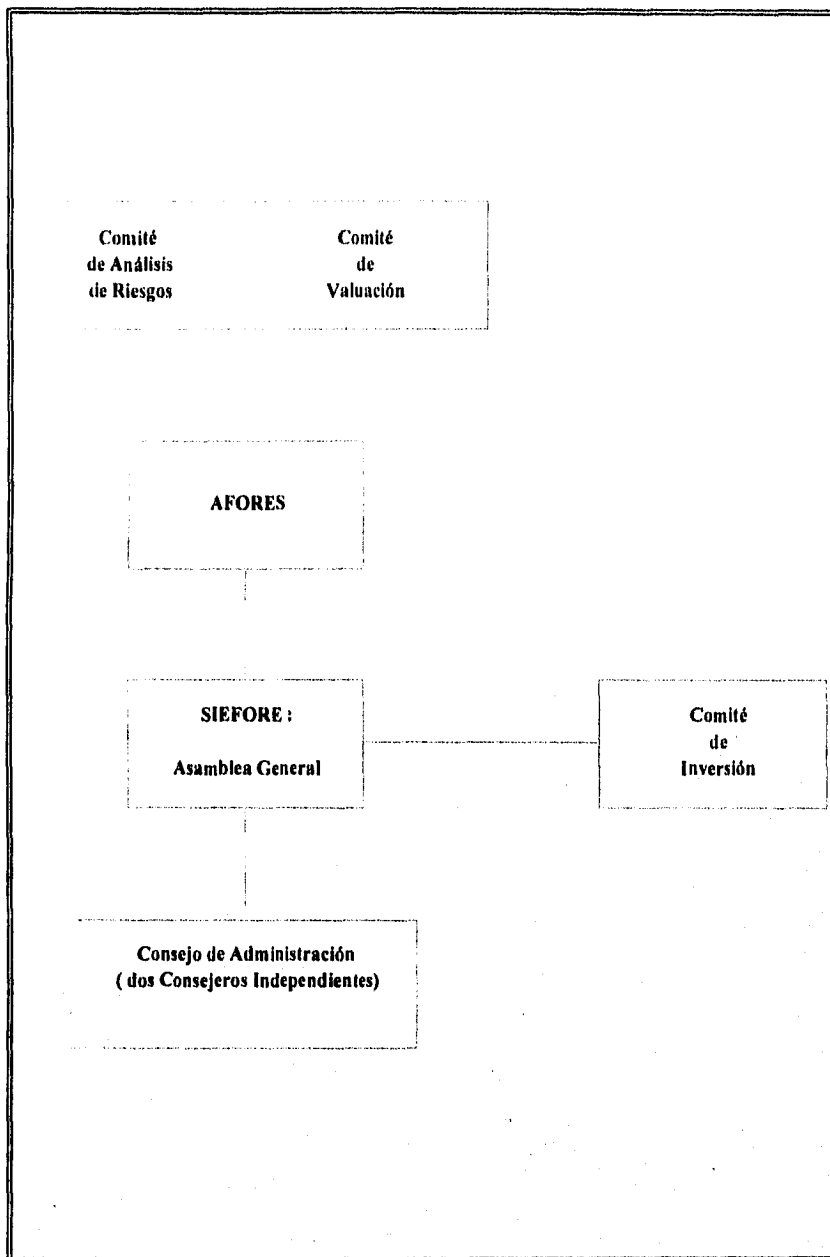 Comité
de Análisis
de Riesgos
Comité
de
Valuación
AFORES
SIEFORE :
Asamblea General
Comité
de
Inversión
Consejo de Administración
( dos Consejeros Independientes)